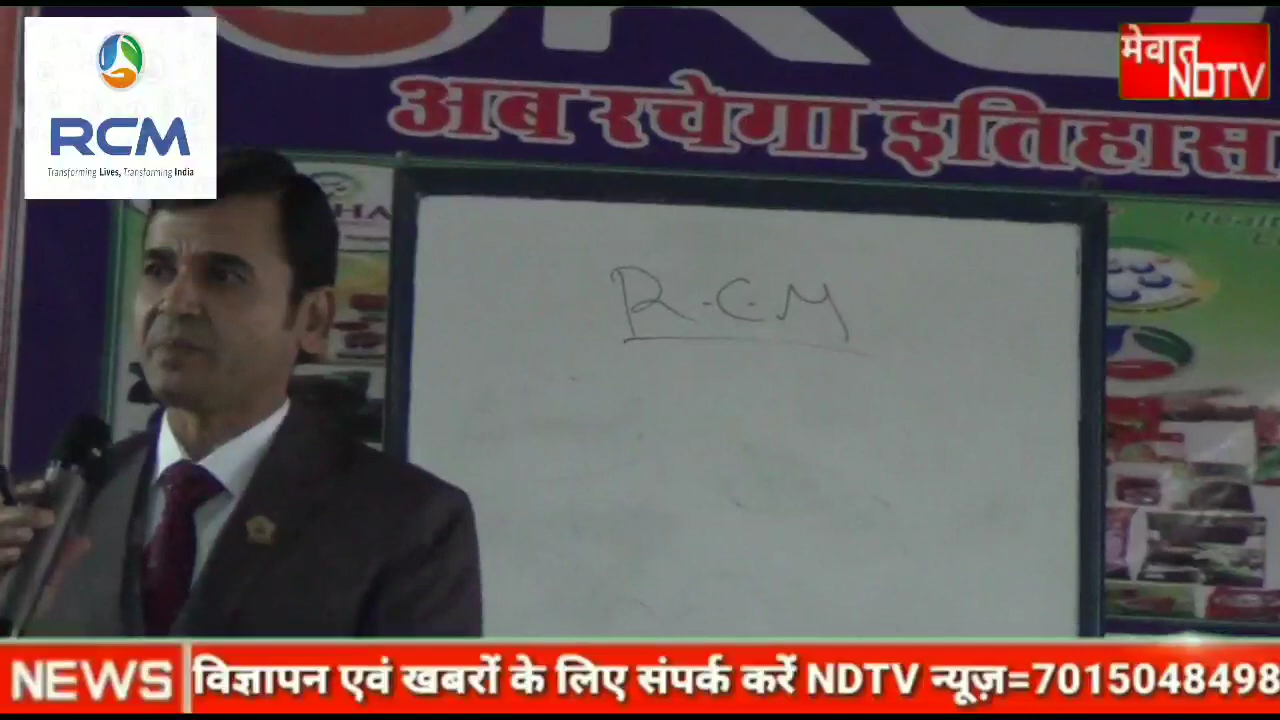 RCM
Transforming Lives, Transforming India
मेवात
NDTV
अब रचेगा इतिहास
R.C.M
NEWS
विज्ञापन एवं खबरों के लिए संपर्क करें NDTV न्यूज़=7015048498